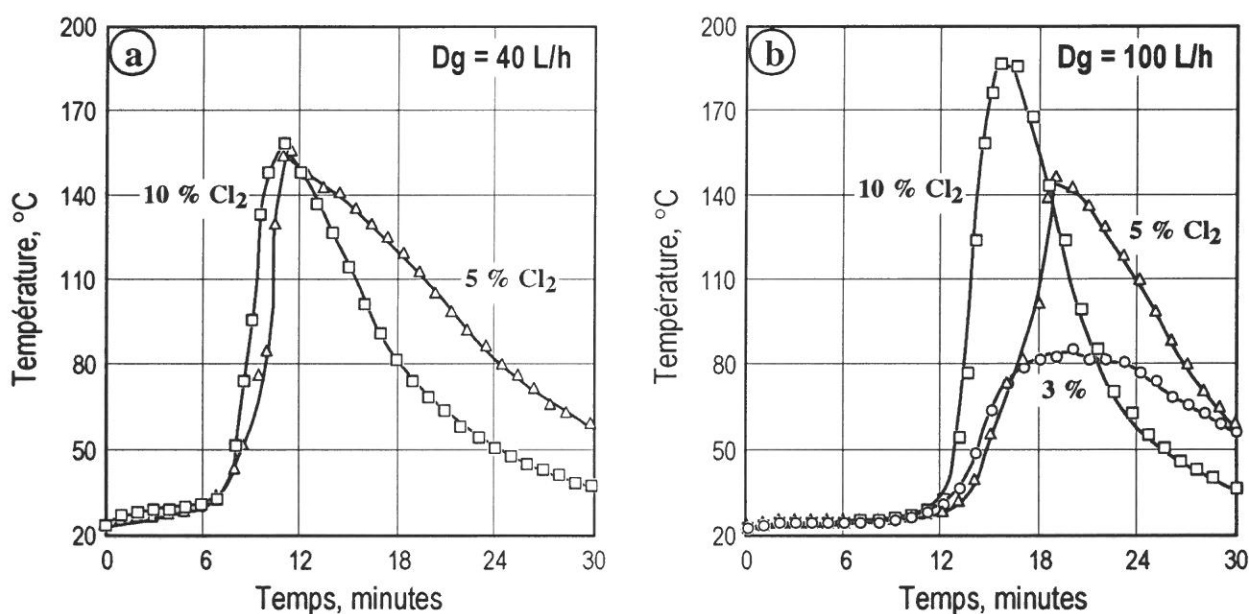 a
Dg = 40 L/h
200
170
140
110
80
50
20
10 % Cl₂
5 % Cl₂
0
6
12
18
24
30
Température, °C
Temps, minutes
b
Dg = 100 L/h
200
170
140
110
80
50
20
10 % Cl₂
5 % Cl₂
3 %
0
6
12
18
24
30
Température, °C
Temps, minutes